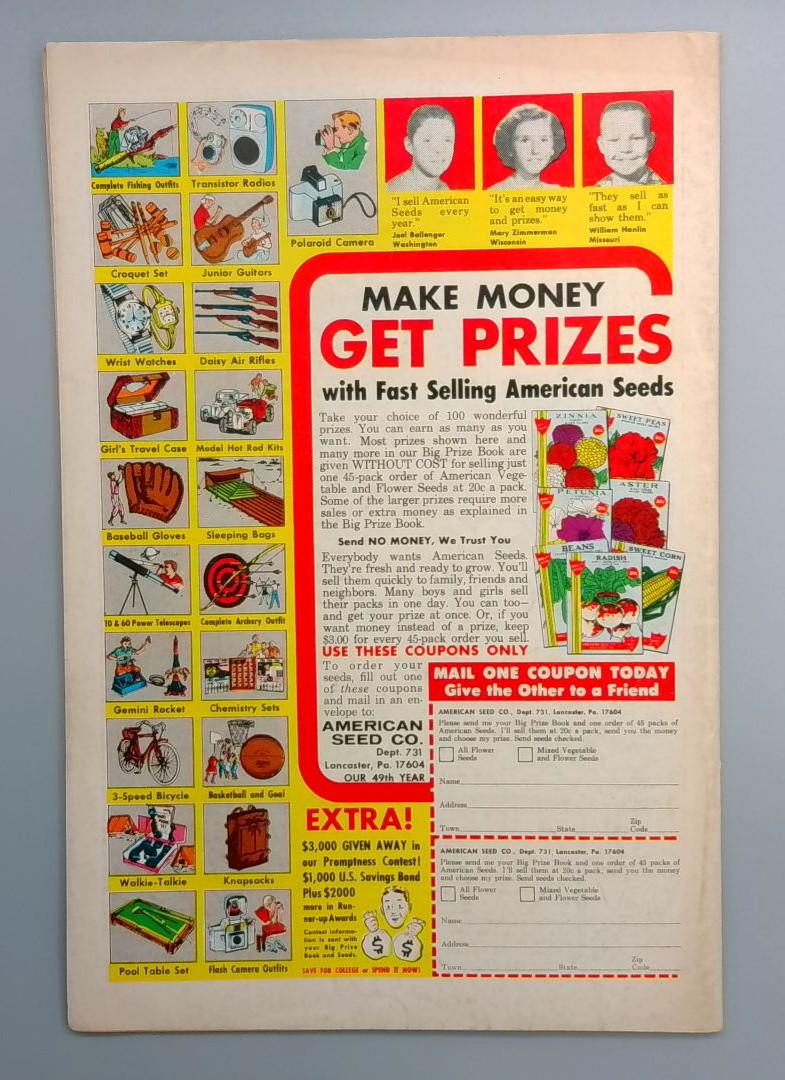 Complete Fishing Outfits
Transistor Radios
Polaroid Camera
"I sell American
Seeds every
year."
Joel Ballenger
Washington
"It's an easy way
to get money
and prizes."
Mary Zimmerman
Wisconsin
"They sell as
fast as I can
show them."
William Hanlin
Missouri
Croquet Set
Junior Guitars
Wrist Watches
Daisy Air Rifles
Girl's Travel Case
Model Hot Rod Kits
Baseball Gloves
Sleeping Bags
10 & 60 Power Telescopes
Complete Archery Outfit
Gemini Rocket
Chemistry Sets
3-Speed Bicycle
Basketball and Goal
Walkie-Talkie
Knapsacks
Pool Table Set
Flash Camera Outfits
MAKE MONEY
GET PRIZES
with Fast Selling American Seeds
Take your choice of 100 wonderful
prizes. You can earn as many as you
want. Most prizes shown here and
many more in our Big Prize Book are
given WITHOUT COST for selling just
one 45-pack order of American Vege-
table and Flower Seeds at 20c a pack.
Some of the larger prizes require more
sales or extra money as explained in
the Big Prize Book.
Send NO MONEY, We Trust You
Everybody wants American Seeds.
They're fresh and ready to grow. You'll
sell them quickly to family, friends and
neighbors. Many boys and girls sell
their packs in one day. You can too—
and get your prize at once. Or, if you
want money instead of a prize, keep
$3.00 for every 45-pack order you sell.
USE THESE COUPONS ONLY
ZINNIA
SWEET PEAS
PETUNIA
ASTER
BEANS
RADISH
SWEET CORN
To order your
seeds, fill out one
of these coupons
and mail in an en-
velope to:
AMERICAN
SEED CO.
Dept. 731
Lancaster, Pa. 17604
OUR 49th YEAR
MAIL ONE COUPON TODAY
Give the Other to a Friend
AMERICAN SEED CO., Dept. 731, Lancaster, Pa. 17604
Please send me your Big Prize Book and one order of 45 packs of
American Seeds. I'll sell them at 20c a pack, send you the money
and choose my prize. Send seeds checked.
All Flower
Seeds
Mixed Vegetable
and Flower Seeds
Name
Address
Town State Zip
Code
AMERICAN SEED CO., Dept. 731, Lancaster, Pa. 17604
Please send me your Big Prize Book and one order of 45 packs of
American Seeds. I'll sell them at 20c a pack, send you the money
and choose my prize. Send seeds checked.
All Flower
Seeds
Mixed Vegetable
and Flower Seeds
Name
Address
Town State Zip
Code
EXTRA!
$3,000 GIVEN AWAY in
our Promptness Contest!
$1,000 U.S. Savings Bond
Plus $2000
more in Run-
ner-up Awards
Contest informa-
tion is sent with
your Big Prize
Book and Seeds.
$ $
SAVE FOR COLLEGE or SPEND IT NOW!